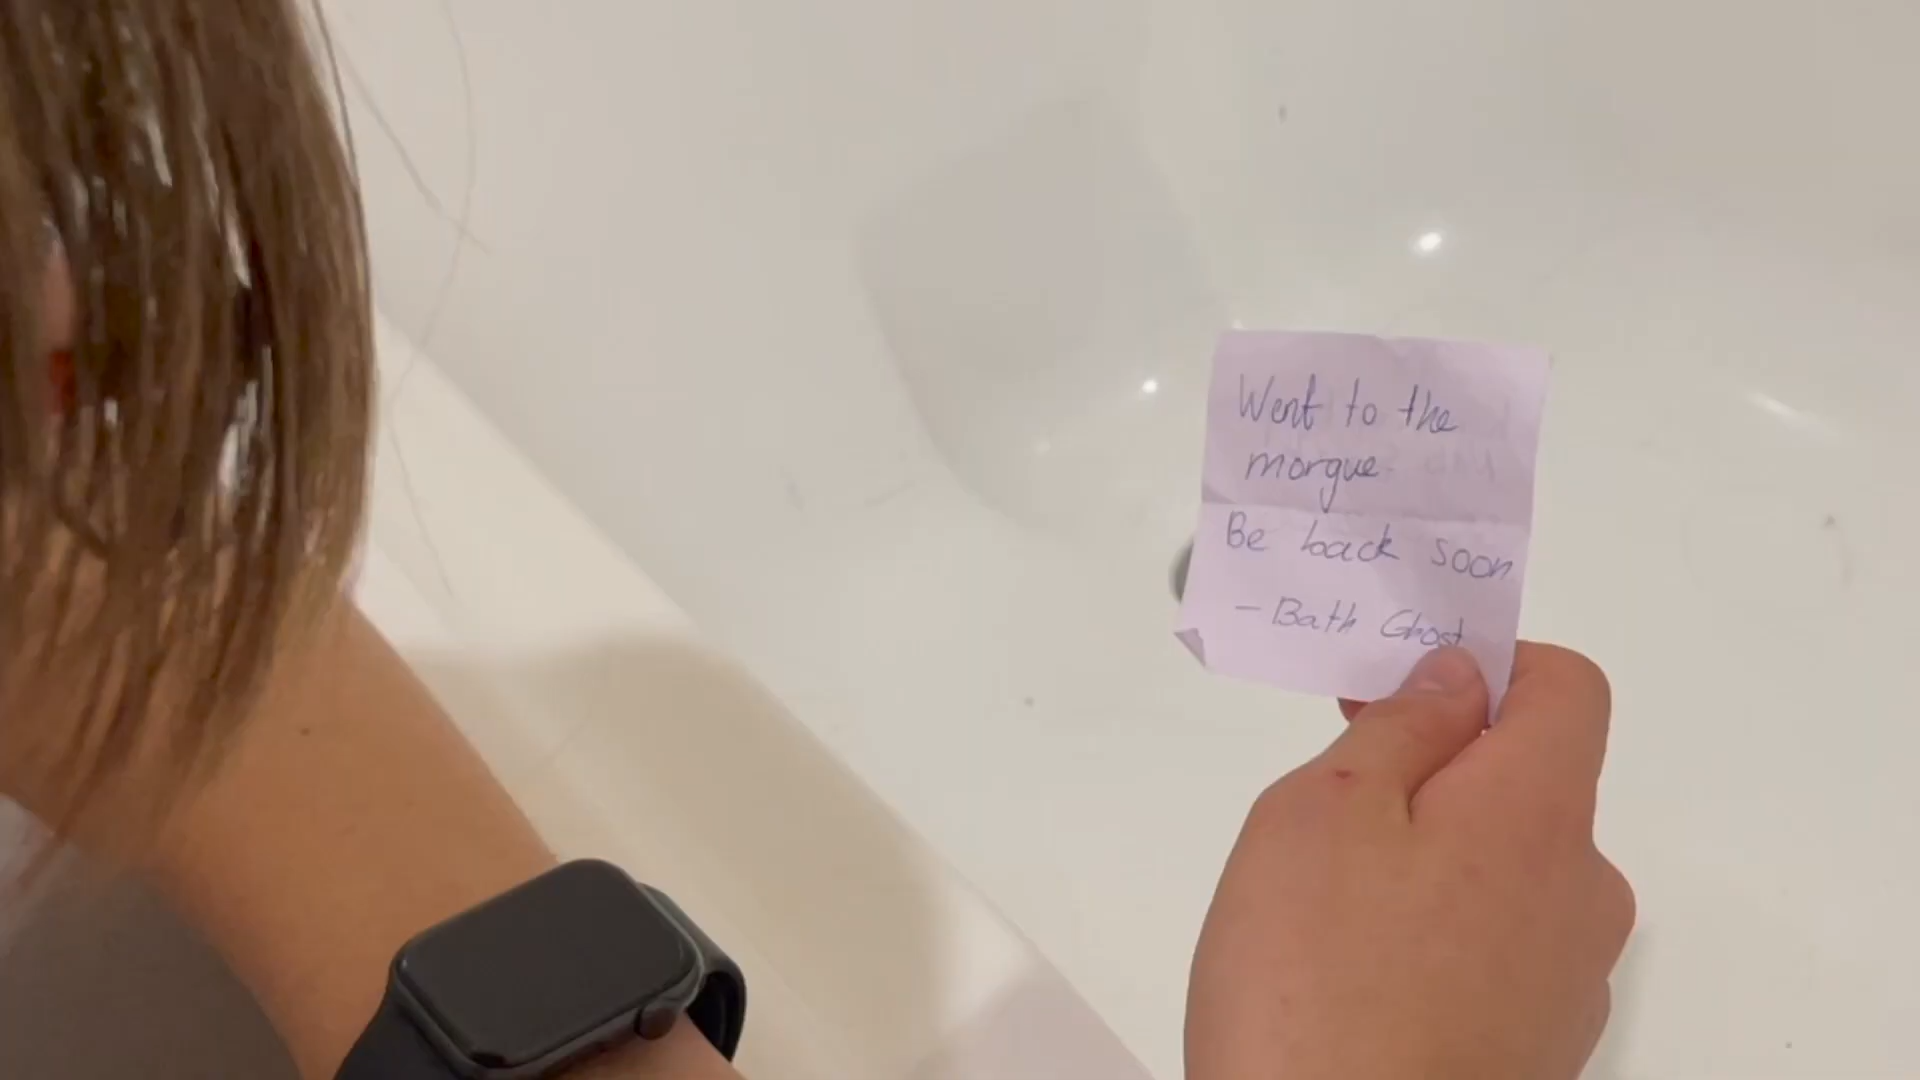 Went to the
morgue.
Be back soon
- Bath Ghost